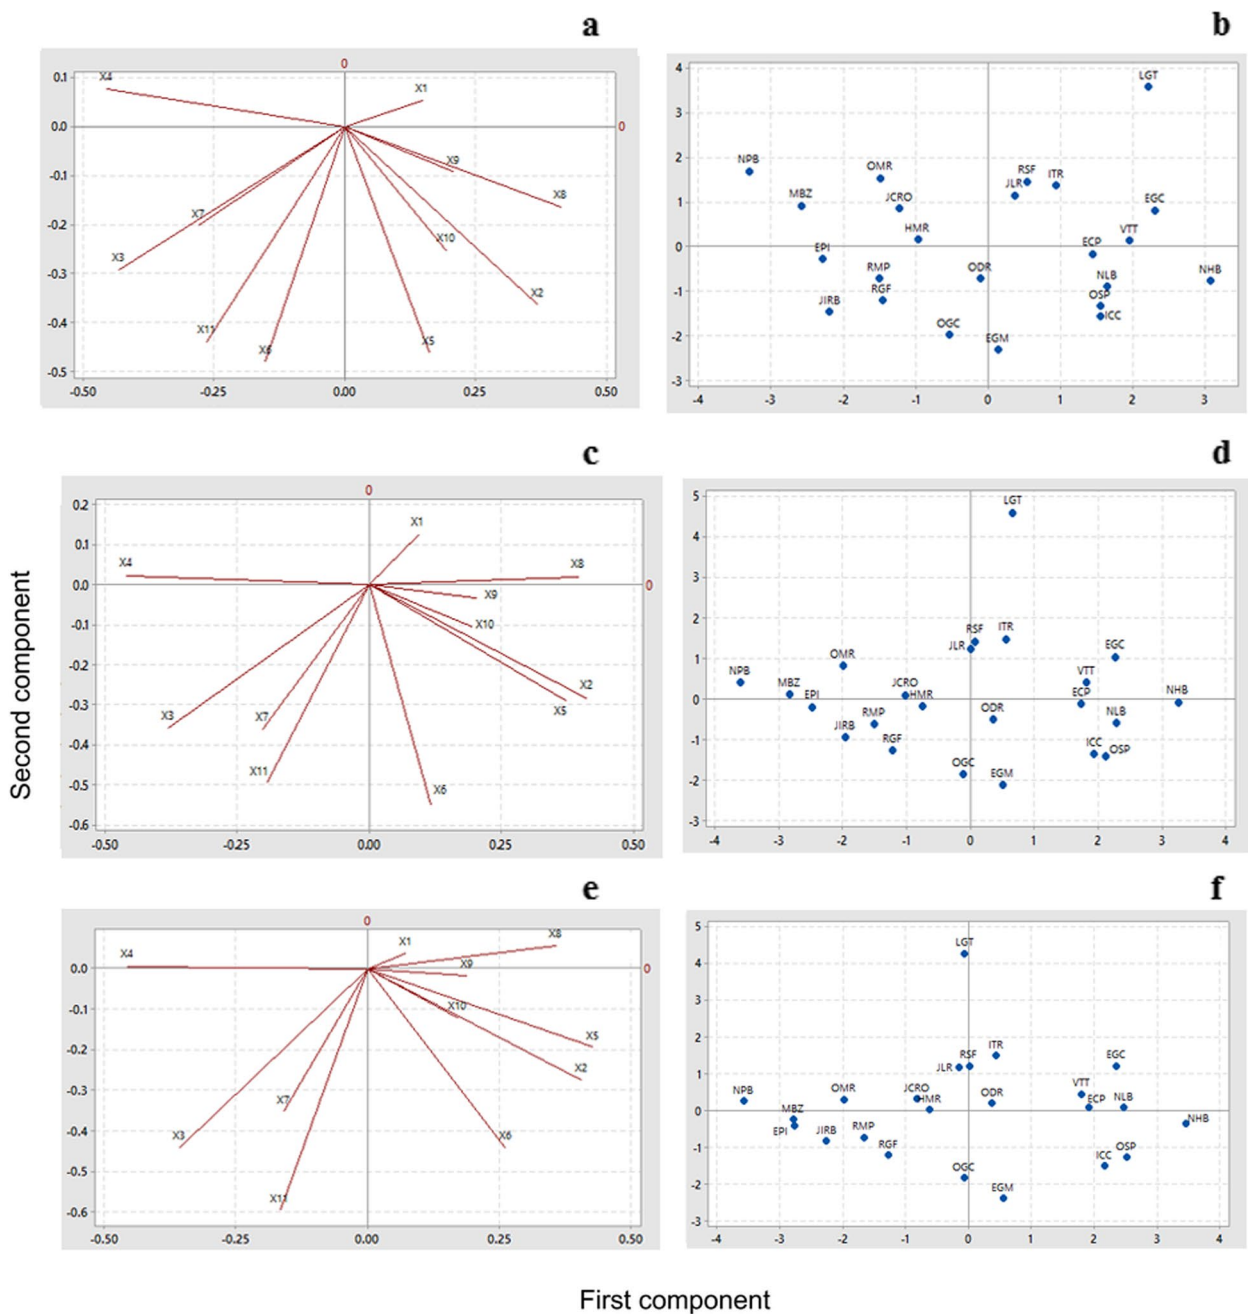 a
b
0
0.1
0.0
-0.1
-0.2
-0.3
-0.4
-0.5
X4
X1
0
X9
X8
X7
X10
X3
X2
X11
X6
X5
-0.50
-0.25
0.00
0.25
0.50
4
3
2
1
0
-1
-2
-3
LGT
NPB
OMR
RSF
ITR
JLR
MBZ
JCRO
EGC
HMR
VTT
EPI
ECP
RMP
ODR
NLB
NHB
RGF
OSP
JIRB
ICC
OGC
EGM
-4
-3
-2
-1
0
1
2
3
c
d
0
0.2
0.1
0.0
-0.1
-0.2
-0.3
-0.4
-0.5
-0.6
X1
X4
X8
0
X9
X10
X2
X5
X3
X7
X11
X6
-0.50
-0.25
0.00
0.25
0.50
5
4
3
2
1
0
-1
-2
-3
LGT
RSF
ITR
JLR
EGC
OMR
NPB
VTT
MBZ
JCRO
EPI
HMR
ECP
NHB
RMP
ODR
NLB
JIRB
RGF
ICC
OSP
OGC
EGM
-4
-3
-2
-1
0
1
2
3
4
Second component
e
f
0
0.0
-0.1
-0.2
-0.3
-0.4
-0.5
-0.6
X1
X8
X4
X9
0
X10
X5
X2
X7
X3
X6
X11
-0.50
-0.25
0.00
0.25
0.50
5
4
3
2
1
0
-1
-2
-3
LGT
ITR
RSF
JLR
EGC
NPB
OMR
JCRO
HMR
ODR
VTT
ECP
NLB
MBZ
EPI
NHB
JIRB
RMP
RGF
ICC
OSP
OGC
EGM
-4
-3
-2
-1
0
1
2
3
4
First component